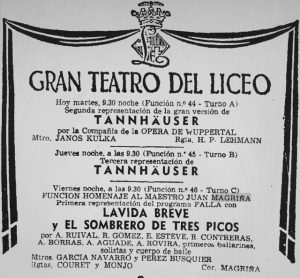 GRAN TEATRO DEL LICEO
Hoy martes, 9.30 noche (Función n.º 44 - Turno A)
Segunda representación de la gran versión de
TANNHÄUSER
por la Compañía de la OPERA DE WUPPERTAL
Mtro. JANOS KULKA Rgta. H. P. LEHMANN
Jueves noche, a las 9.30 (Función n.º 45 - Turno B)
Tercera representación de
TANNHÄUSER
Viernes noche, a las 9.30 (Función n.º 46 - Turno C)
FUNCION HOMENAJE AL MAESTRO JUAN MAGRIÑA
Primera representación del programa FALLA con
LAVIDA BREVE
y EL SOMBRERO DE TRES PICOS
por A. RUIVAL, R. GOMEZ, E. ESTEVE, R. CONTRERAS,
A. BORRAS, A. AGUADE, A. ROVIRA, primeros bailarines,
solistas y cuerpo de baile
Mtros. GARCIA NAVARRO y PEREZ BUSQUIER
Rgtas. COURET y MONJO Cor. MAGRIÑA